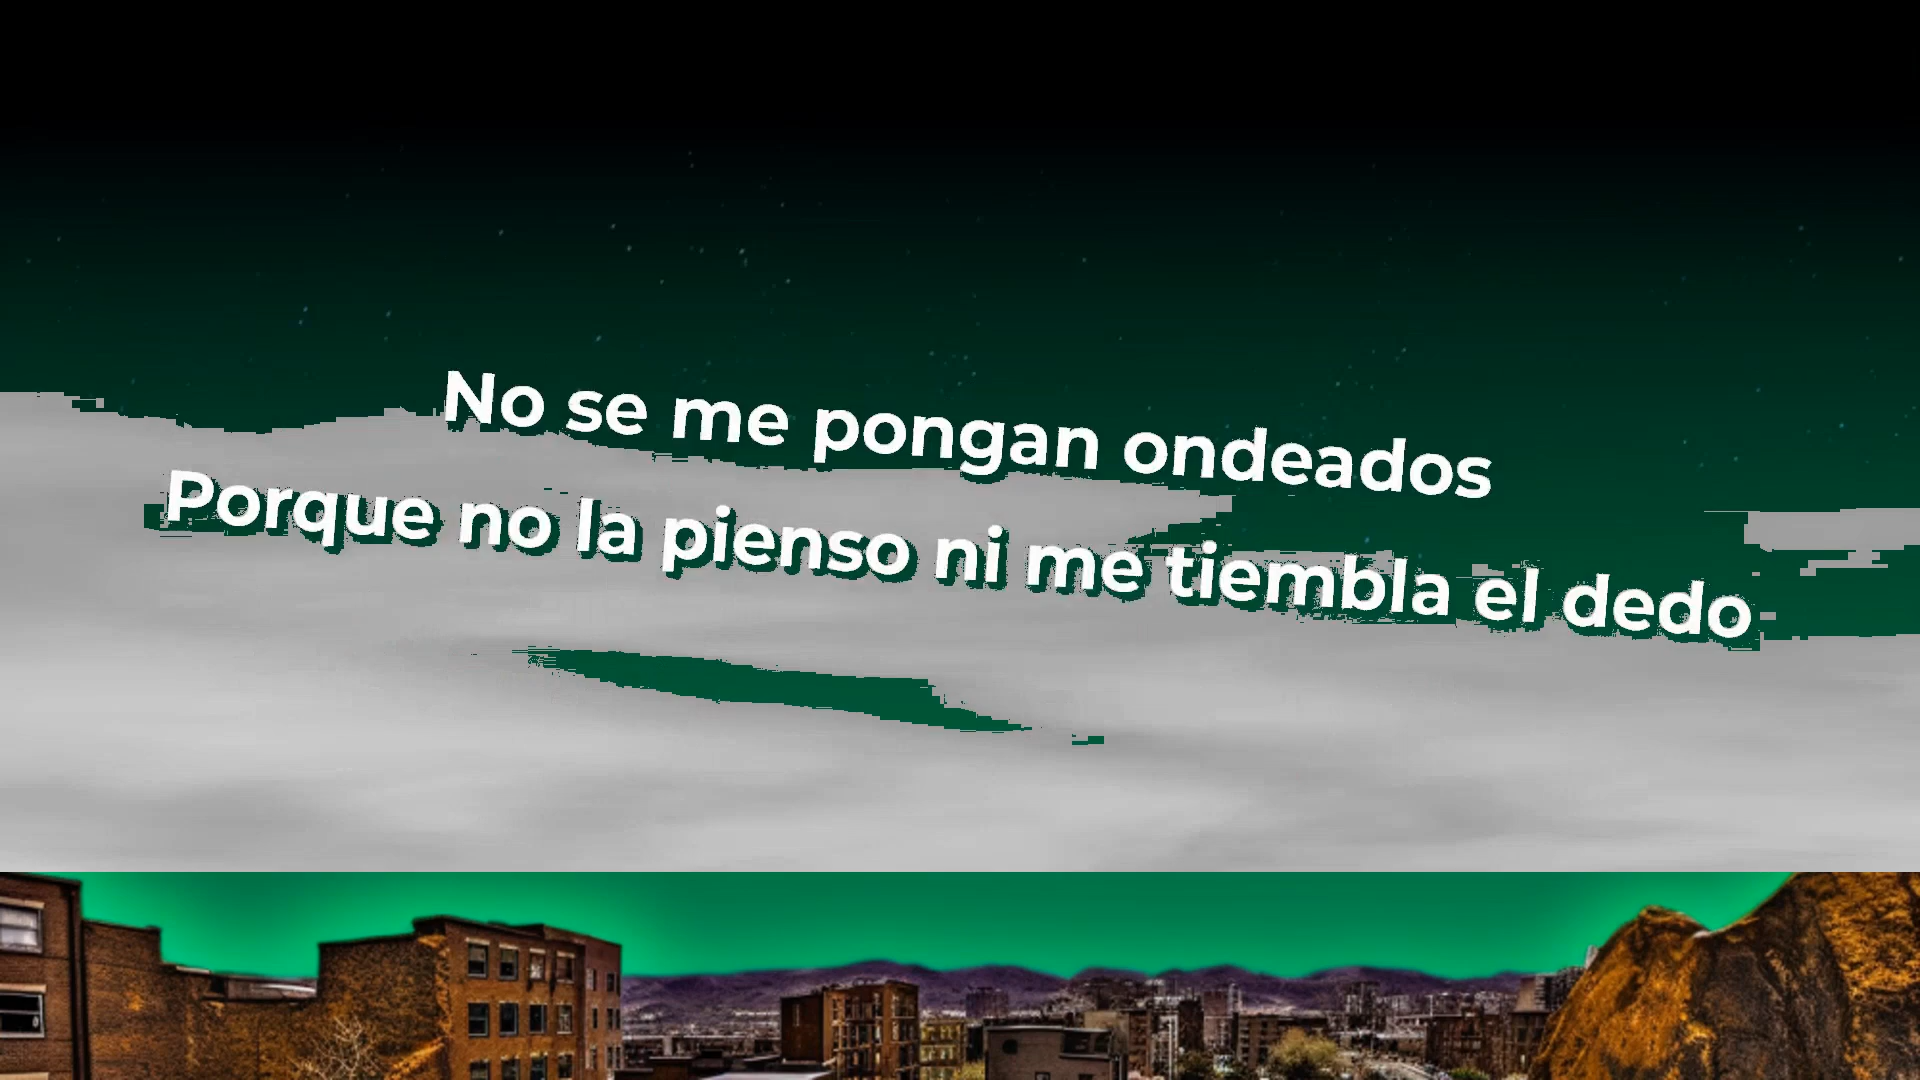 No se me pongan ondeados
Porque no la pienso ni me tiembla el dedo